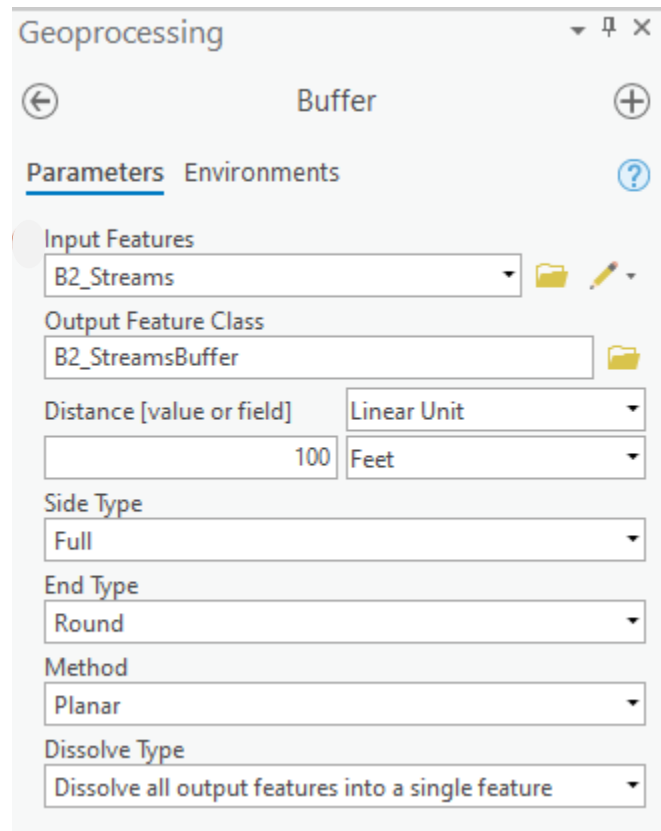 Geoprocessing
Buffer
Parameters Environments
Input Features
B2_Streams
Output Feature Class
B2_StreamsBuffer
Distance [value or field] Linear Unit
100 Feet
Side Type
Full
End Type
Round
Method
Planar
Dissolve Type
Dissolve all output features into a single feature